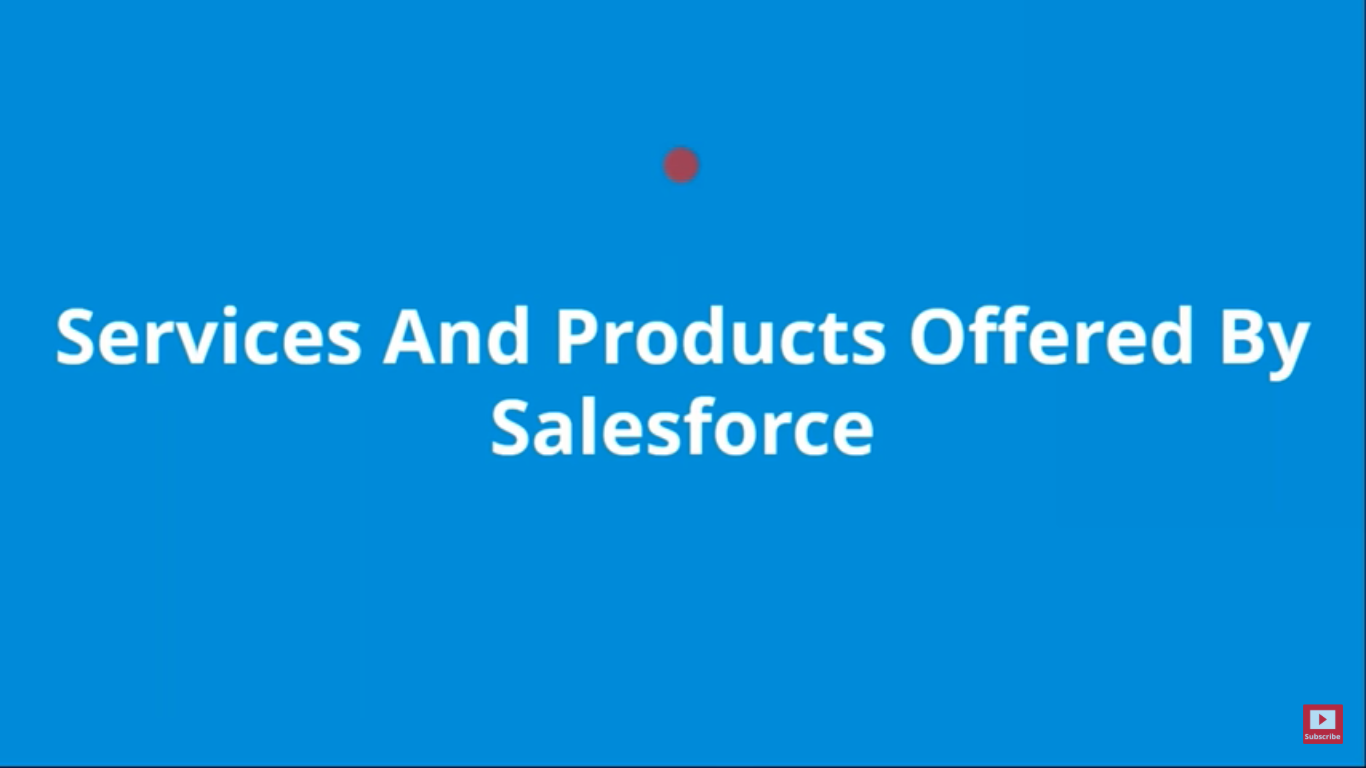 Services And Products Offered By
Salesforce
Subscribe